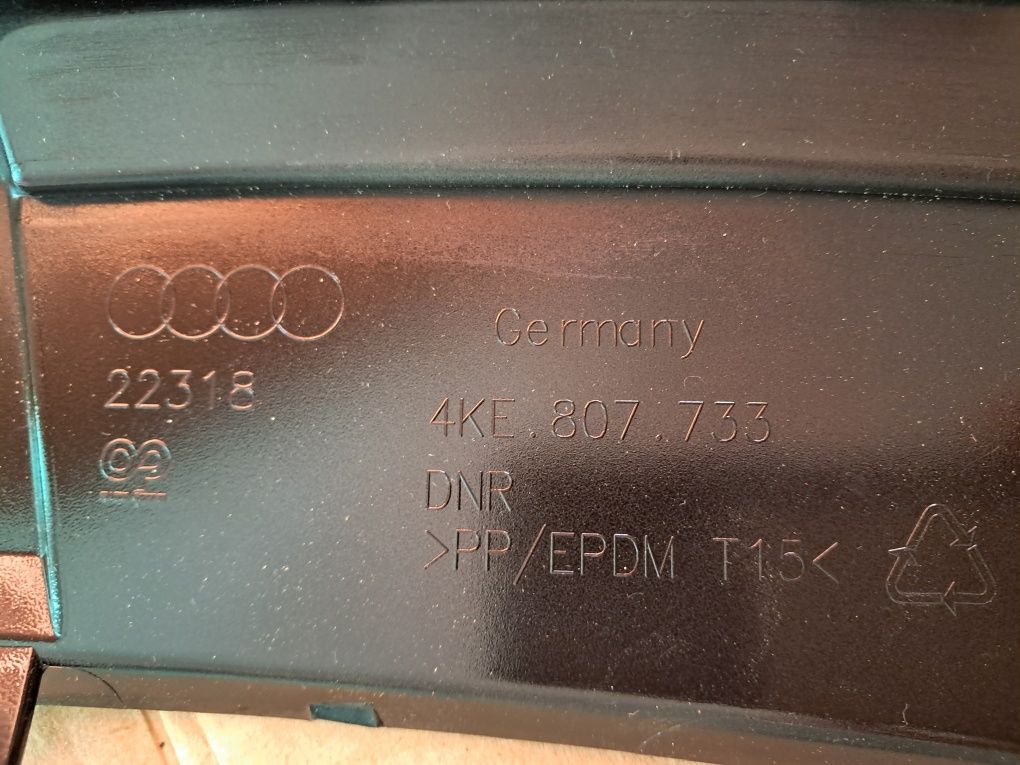 Germany
22318
4KE.807.733
DNR
>PP/EPDM T15<